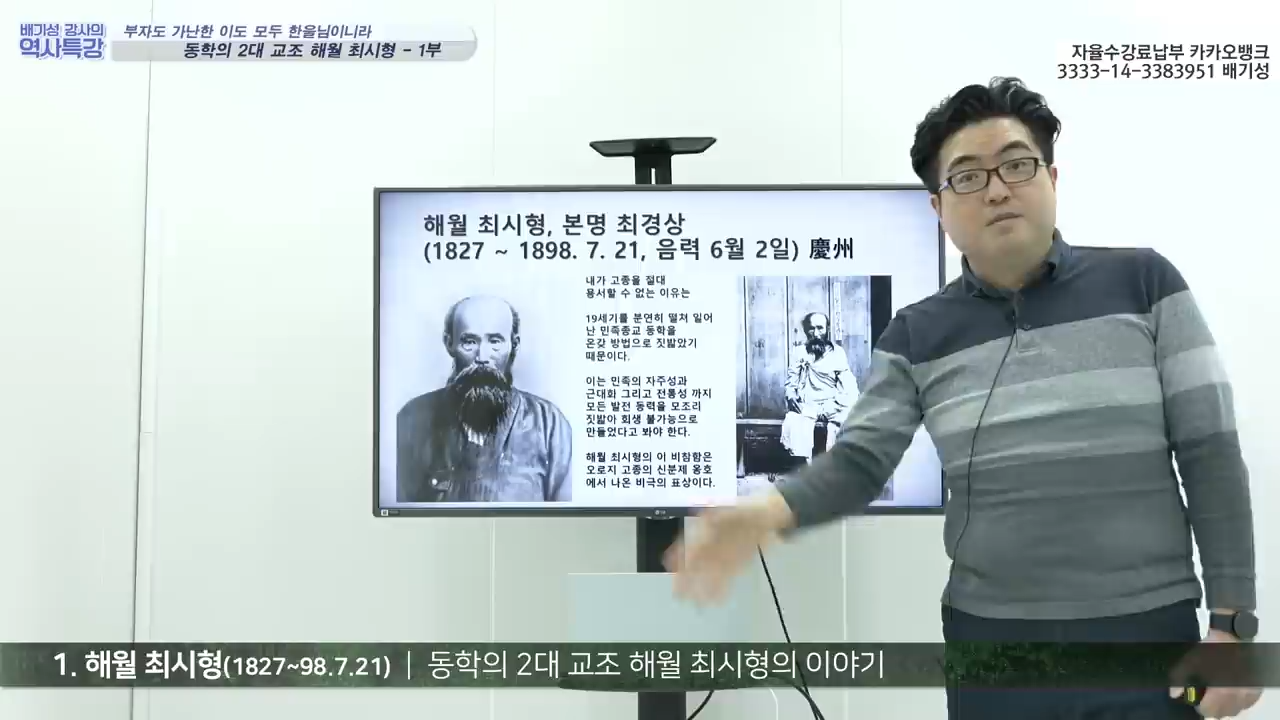 배기성 강사의
역사특강
부자도 가난한 이도 모두 한울님이니라
동학의 2대 교조 해월 최시형 - 1부
자율수강료납부 카카오뱅크
3333-14-3383951 배기성
해월 최시형, 본명 최경상
(1827 ~ 1898. 7. 21, 음력 6월 2일) 慶州
내가 고종을 절대
용서할 수 없는 이유는
19세기를 분연히 떨쳐 일어
난 민족종교 동학을
온갖 방법으로 짓밟았기
때문이다.
이는 민족의 자주성과
근대화 그리고 전통성 까지
모든 발전 동력을 모조리
짓밟아 회생 불가능으로
만들었다고 봐야 한다.
해월 최시형의 이 비참함은
오로지 고종의 신분제 옹호
에서 나온 비극의 표상이다.
LG
1. 해월 최시형(1827~98.7.21) | 동학의 2대 교조 해월 최시형의 이야기